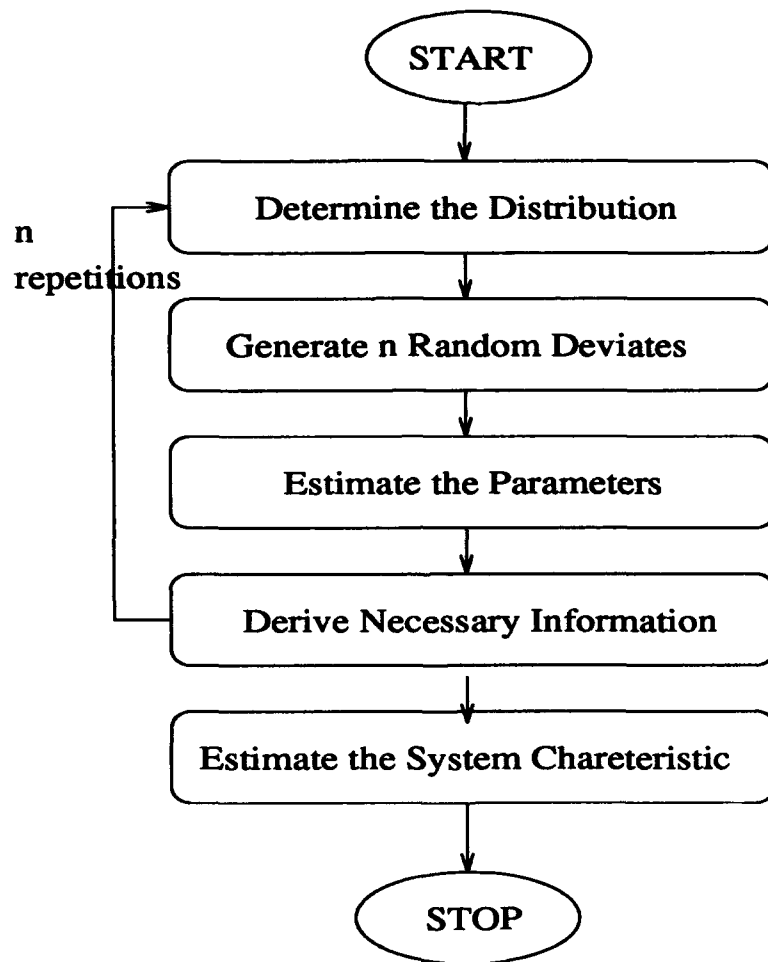 START
Determine the Distribution
n
repetitions
Generate n Random Deviates
Estimate the Parameters
Derive Necessary Information
Estimate the System Chareteristic
STOP